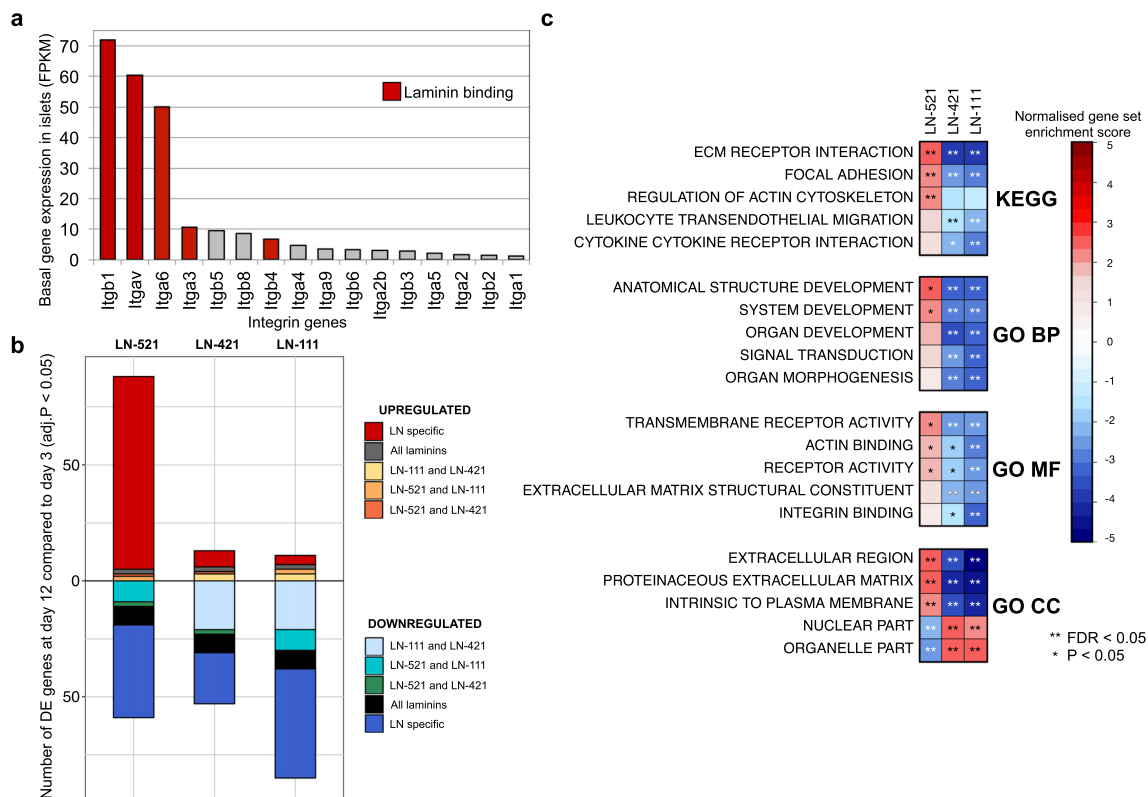 a
Basal gene expression in islets (FPKM)
70
60
50
40
30
20
10
0
Laminin binding
Itgb1
Itgav
Itga6
Itga3
Itgb5
Itgb8
Itgb4
Itga4
Itga9
Itgb6
Itga2b
Itgb3
Itga5
Itga2
Itgb2
Itga1
Integrin genes
b
LN-521
LN-421
LN-111
Number of DE genes at day 12 compared to day 3 (adj.P < 0.05)
50
0
50
UPREGULATED
LN specific
All laminins
LN-111 and LN-421
LN-521 and LN-111
LN-521 and LN-421
DOWNREGULATED
LN-111 and LN-421
LN-521 and LN-111
LN-521 and LN-421
All laminins
LN specific
c
LN-521
LN-421
LN-111
Normalised gene set
enrichment score
ECM RECEPTOR INTERACTION ** ** **
FOCAL ADHESION ** ** **
REGULATION OF ACTIN CYTOSKELETON **
LEUKOCYTE TRANSENDOTHELIAL MIGRATION ** **
CYTOKINE CYTOKINE RECEPTOR INTERACTION * **
KEGG
ANATOMICAL STRUCTURE DEVELOPMENT * ** **
SYSTEM DEVELOPMENT * ** **
ORGAN DEVELOPMENT ** **
SIGNAL TRANSDUCTION ** **
ORGAN MORPHOGENESIS ** **
GO BP
TRANSMEMBRANE RECEPTOR ACTIVITY * ** **
ACTIN BINDING * * **
RECEPTOR ACTIVITY * * **
EXTRACELLULAR MATRIX STRUCTURAL CONSTITUENT ** **
INTEGRIN BINDING * **
GO MF
EXTRACELLULAR REGION ** ** **
PROTEINACEOUS EXTRACELLULAR MATRIX ** ** **
INTRINSIC TO PLASMA MEMBRANE ** ** **
NUCLEAR PART ** ** **
ORGANELLE PART ** ** **
GO CC
5
4
3
2
1
0
-1
-2
-3
-4
-5
** FDR < 0.05
* P < 0.05